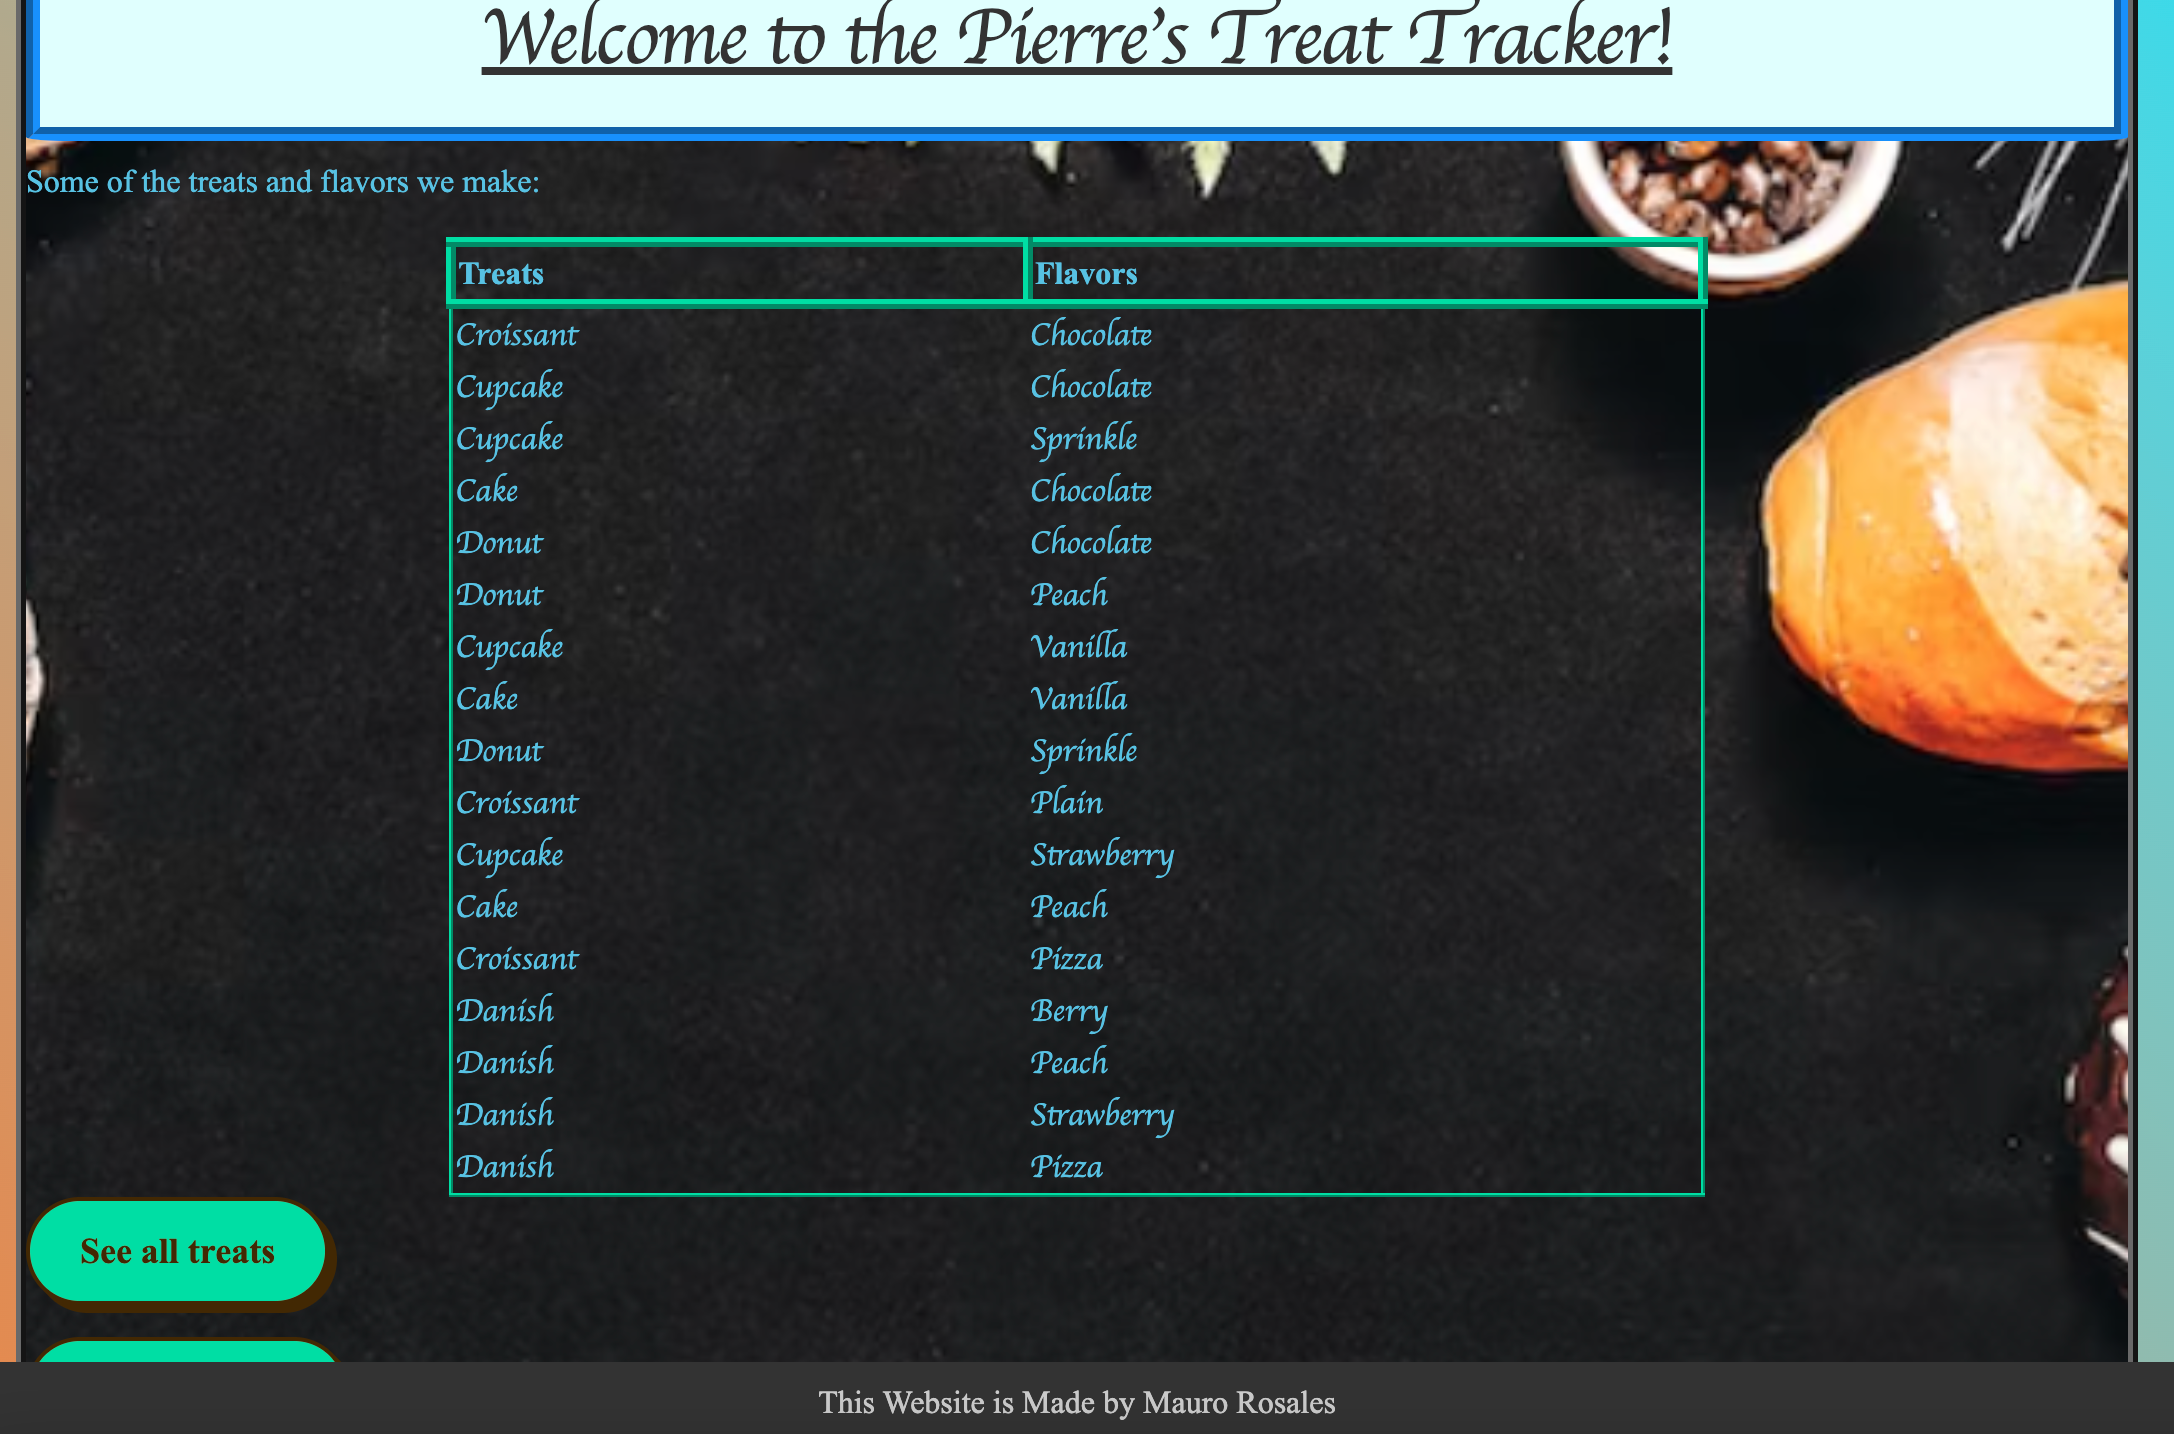 Welcome to the Pierre's Treat Tracker!
Some of the treats and flavors we make:
Treats Flavors
Croissant Chocolate
Cupcake Chocolate
Cupcake Sprinkle
Cake Chocolate
Donut Chocolate
Donut Peach
Cupcake Vanilla
Cake Vanilla
Donut Sprinkle
Croissant Plain
Cupcake Strawberry
Cake Peach
Croissant Pizza
Danish Berry
Danish Peach
Danish Strawberry
Danish Pizza
See all treats
This Website is Made by Mauro Rosales